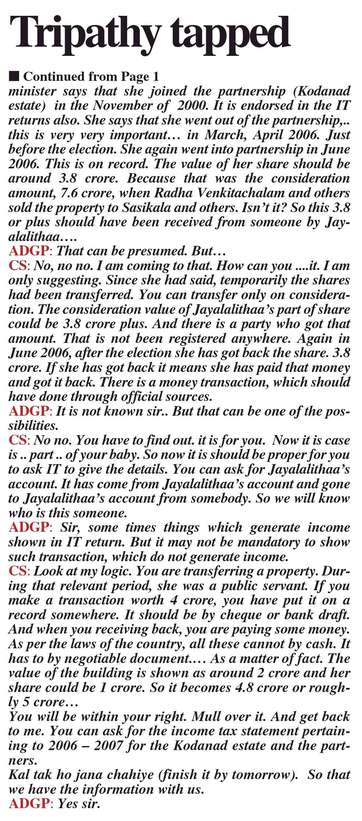 Tripathy tapped
■ Continued from Page 1
minister says that she joined the partnership (Kodanad
estate) in the November of 2000. It is endorsed in the IT
returns also. She says that she went out of the partnership,..
this is very very important… in March, April 2006. Just
before the election. She again went into partnership in June
2006. This is on record. The value of her share should be
around 3.8 crore. Because that was the consideration
amount, 7.6 crore, when Radha Venkitachalam and others
sold the property to Sasikala and others. Isn't it? So this 3.8
or plus should have been received from someone by Jay-
alalithaa….
ADGP: That can be presumed. But…
CS: No, no no. I am coming to that. How can you ....it. I am
only suggesting. Since she had said, temporarily the shares
had been transferred. You can transfer only on considera-
tion. The consideration value of Jayalalithaa's part of share
could be 3.8 crore plus. And there is a party who got that
amount. That is not been registered anywhere. Again in
June 2006, after the election she has got back the share. 3.8
crore. If she has got back it means she has paid that money
and got it back. There is a money transaction, which should
have done through official sources.
ADGP: It is not known sir.. But that can be one of the pos-
sibilities.
CS: No no. You have to find out. it is for you. Now it is case
is .. part .. of your baby. So now it is should be proper for you
to ask IT to give the details. You can ask for Jayalalithaa's
account. It has come from Jayalalithaa's account and gone
to Jayalalithaa's account from somebody. So we will know
who is this someone.
ADGP: Sir, some times things which generate income
shown in IT return. But it may not be mandatory to show
such transaction, which do not generate income.
CS: Look at my logic. You are transferring a property. Dur-
ing that relevant period, she was a public servant. If you
make a transaction worth 4 crore, you have put it on a
record somewhere. It should be by cheque or bank draft.
And when you receiving back, you are paying some money.
As per the laws of the country, all these cannot by cash. It
has to by negotiable document.… As a matter of fact. The
value of the building is shown as around 2 crore and her
share could be 1 crore. So it becomes 4.8 crore or rough-
ly 5 crore…
You will be within your right. Mull over it. And get back
to me. You can ask for the income tax statement pertain-
ing to 2006 – 2007 for the Kodanad estate and the part-
ners.
Kal tak ho jana chahiye (finish it by tomorrow). So that
we have the information with us.
ADGP: Yes sir.